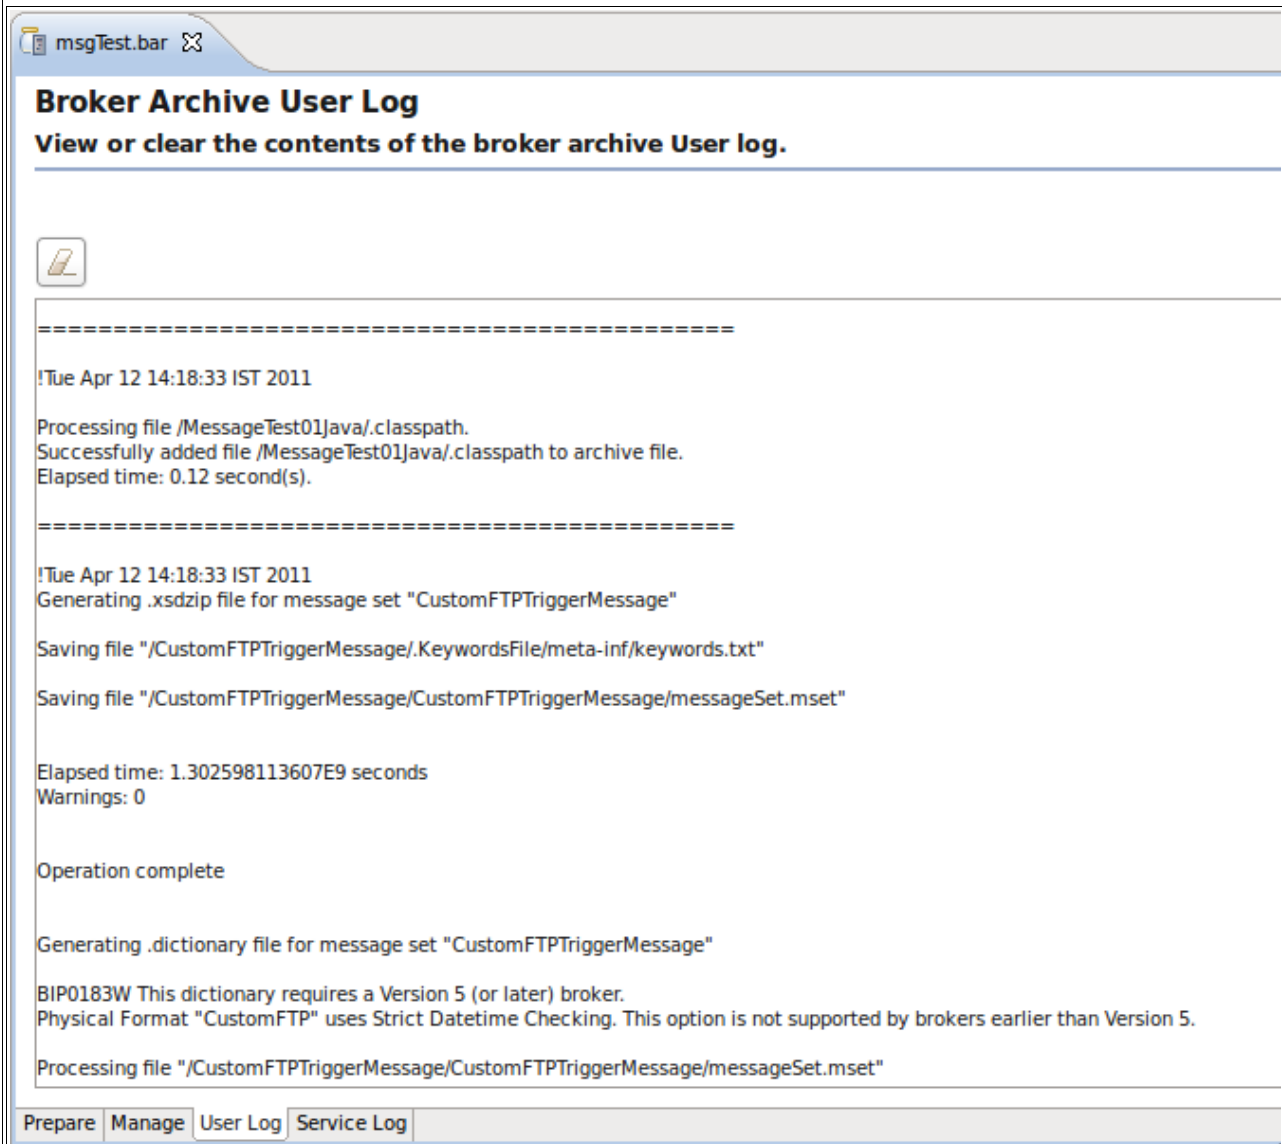 msgTest.bar
Broker Archive User Log
View or clear the contents of the broker archive User log.
==============================================
!Tue Apr 12 14:18:33 IST 2011
Processing file /MessageTest01Java/.classpath.
Successfully added file /MessageTest01Java/.classpath to archive file.
Elapsed time: 0.12 second(s).
==============================================
!Tue Apr 12 14:18:33 IST 2011
Generating .xsdzip file for message set "CustomFTPTriggerMessage"
Saving file "/CustomFTPTriggerMessage/.KeywordsFile/meta-inf/keywords.txt"
Saving file "/CustomFTPTriggerMessage/CustomFTPTriggerMessage/messageSet.mset"
Elapsed time: 1.302598113607E9 seconds
Warnings: 0
Operation complete
Generating .dictionary file for message set "CustomFTPTriggerMessage"
BIP0183W This dictionary requires a Version 5 (or later) broker.
Physical Format "CustomFTP" uses Strict Datetime Checking. This option is not supported by brokers earlier than Version 5.
Processing file "/CustomFTPTriggerMessage/CustomFTPTriggerMessage/messageSet.mset"
Prepare Manage User Log Service Log